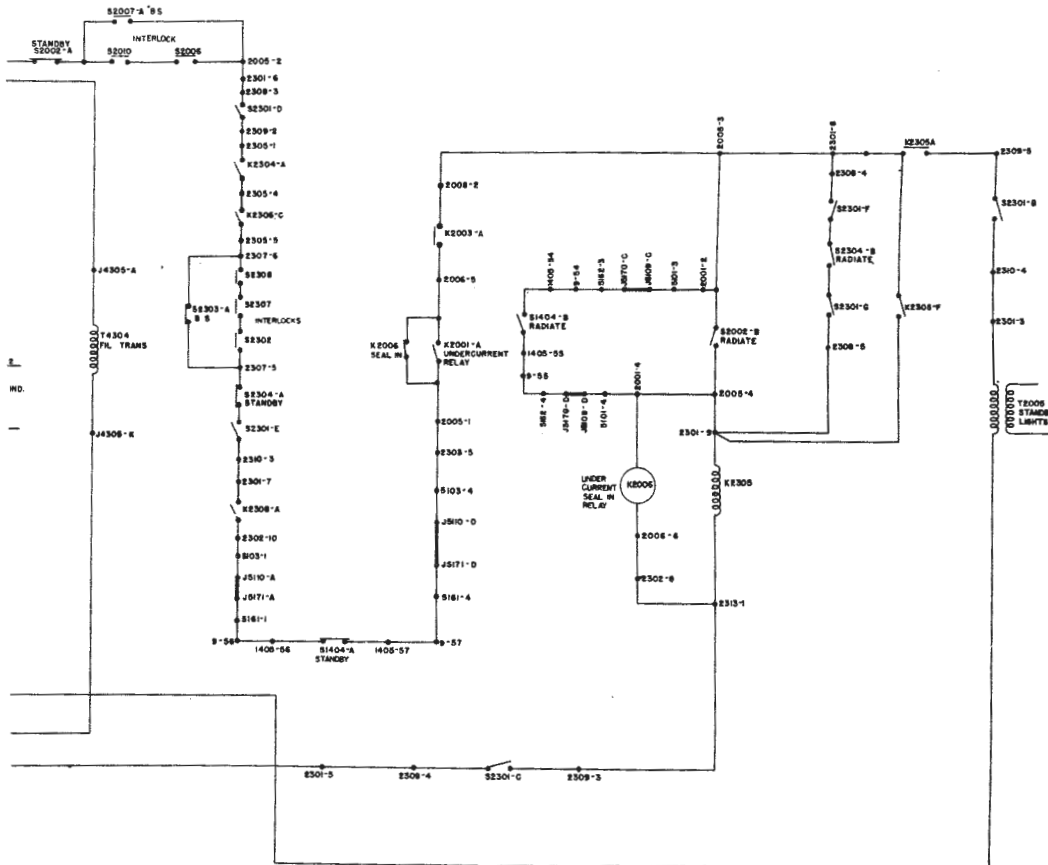 S2007-A BS
INTERLOCK
STANDBY
S2002-A
S2010
S2006
2005-2
2301-6
2308-3
S2301-D
2309-2
2305-1
K2304-A
2305-4
K2306-C
2305-5
2307-6
S2308
S2307
S2303-A
B S
INTERLOCKS
S2302
2307-5
S2304-A
STANDBY
S2301-E
2310-3
2301-7
K2308-A
2302-10
5103-1
J5110-A
J5171-A
5161-1
9-56
1405-56
S1404-A
STANDBY
1405-57
9-57
J4305-A
T4304
FIL TRANS
J4305-K
2
IND.
2008-2
K2003-A
2006-5
K2006
SEAL IN
K2001-A
UNDERCURRENT
RELAY
2005-1
2303-5
5103-4
J5110-D
J5171-D
5161-4
2005-3
1405-54
9-54
5162-3
J5170-C
J5109-C
5101-3
2001-2
S1404-B
RADIATE
1405-55
9-55
5162-4
J5170-D
J5109-D
5101-4
2001-4
S2002-B
RADIATE
2005-4
2301-9
UNDER
CURRENT
SEAL IN
RELAY
K2006
K2305
2006-6
2302-8
2313-1
2301-8
2308-4
S2301-F
S2304-B
RADIATE
S2301-G
2308-5
K2305A
K2306-F
2309-5
S2301-B
2310-4
2301-3
T2005
STAND
LIGHTS
2301-5
2309-4
S2301-C
2309-3